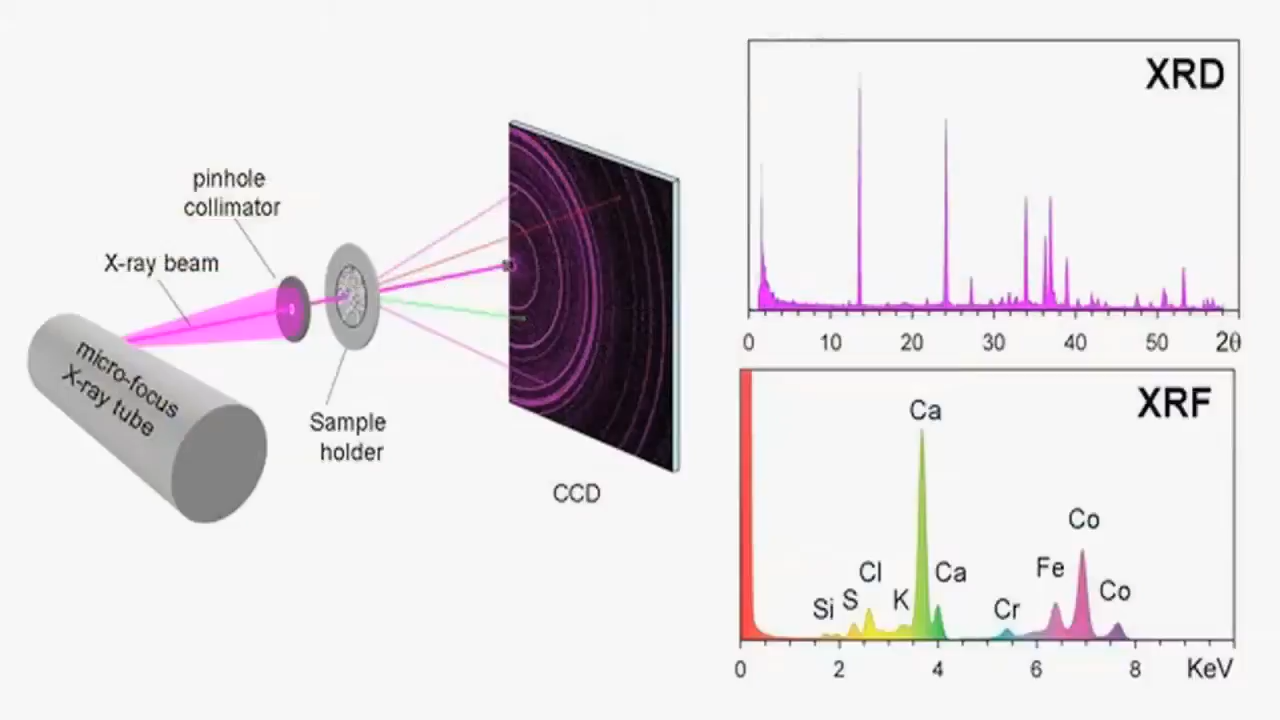 pinhole
collimator
X-ray beam
micro-focus
X-ray tube
Sample
holder
CCD
XRD
0 10 20 30 40 50 2θ
XRF
Ca
Co
Cl
Ca
Fe
Si
S
K
Cr
Co
0 2 4 6 8 KeV